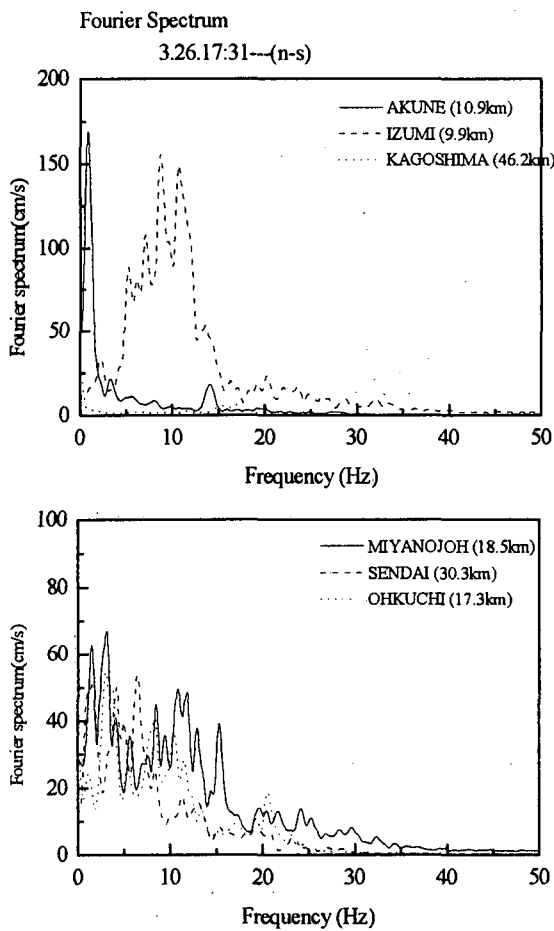 Fourier Spectrum
3.26.17:31---(n-s)
200
150
100
50
0
Fourier spectrum(cm/s)
AKUNE (10.9km)
IZUMI (9.9km)
KAGOSHIMA (46.2km)
0 10 20 30 40 50
Frequency (Hz)
100
80
60
40
20
0
Fourier spectrum(cm/s)
MIYANOJOH (18.5km)
SENDAI (30.3km)
OHKUCHI (17.3km)
0 10 20 30 40 50
Frequency (Hz)